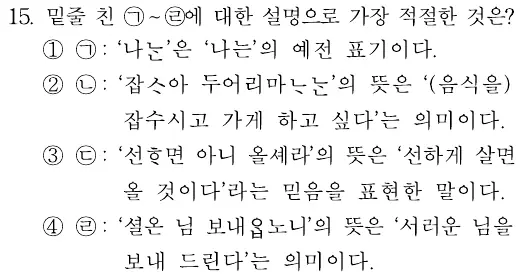 15. 밑줄 친 ㉠~㉣에 대한 설명으로 가장 적절한 것은?
① ㉠: ‘나ᄂᆞᆫ’은 ‘나는’의 예전 표기이다.
② ㉡: ‘잡ᄉᆞ아 두어리마ᄂᆞᄂᆞᆫ’의 뜻은 ‘(음식을)
잡수시고 가게 하고 싶다’는 의미이다.
③ ㉢: ‘선ᄒᆞ면 아니 올셰라’의 뜻은 ‘선하게 살면
올 것이다’라는 믿음을 표현한 말이다.
④ ㉣: ‘셜온 님 보내ᄋᆞᆸ노니’의 뜻은 ‘서러운 님을
보내 드린다’는 의미이다.